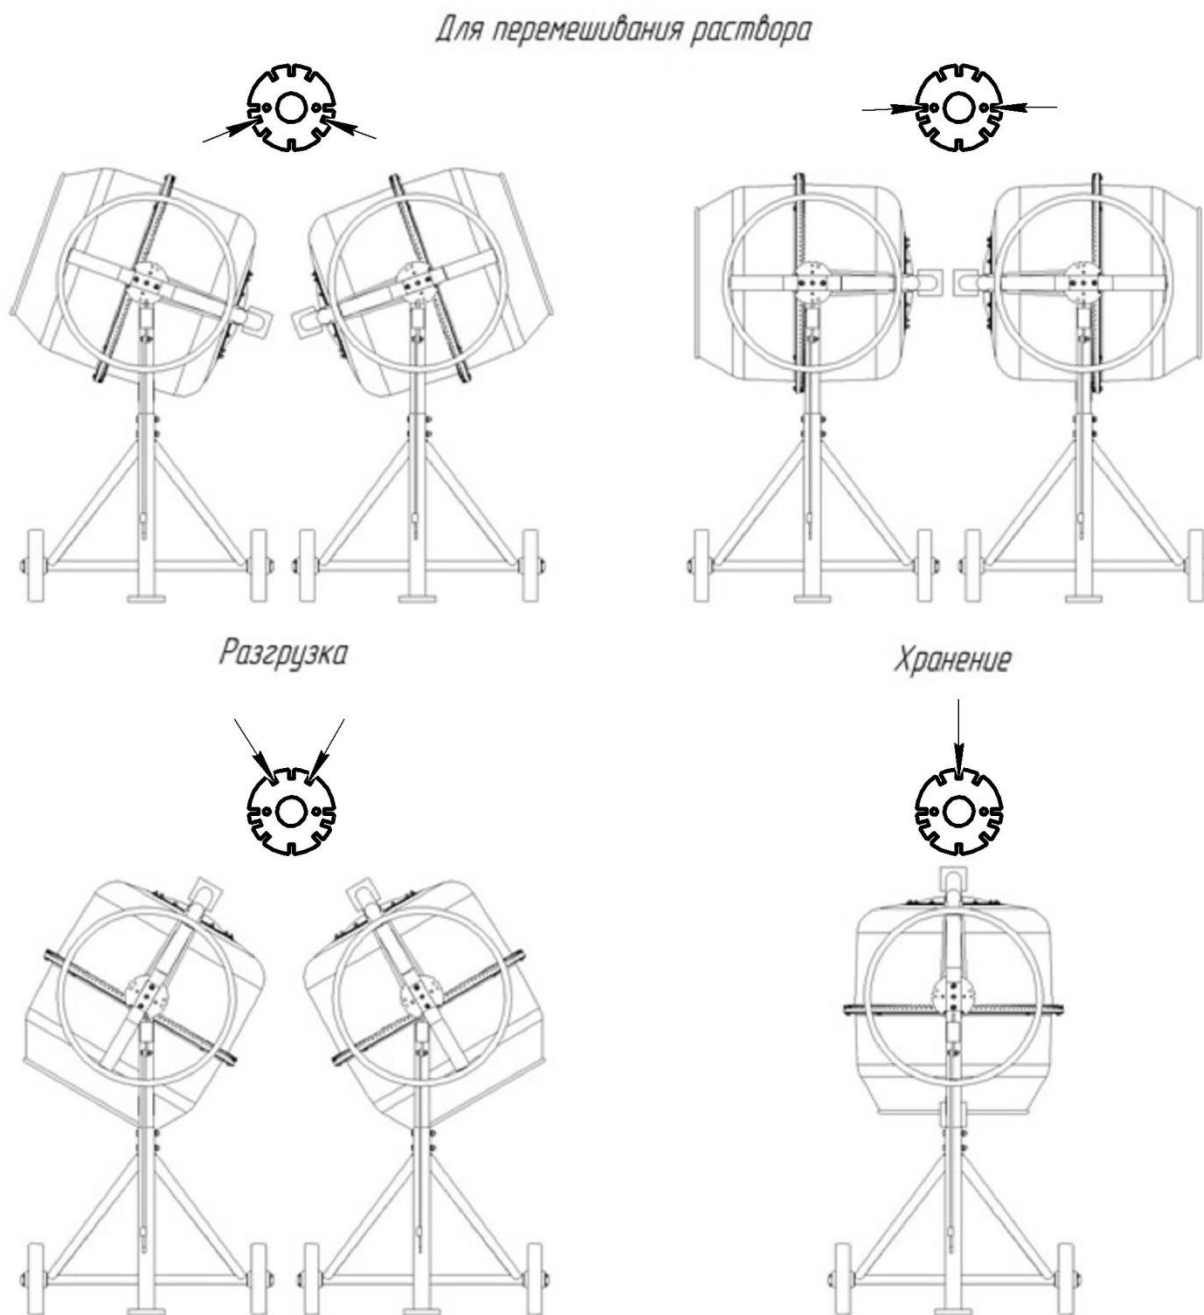 Для перемешивания раствора
Разгрузка
Хранение